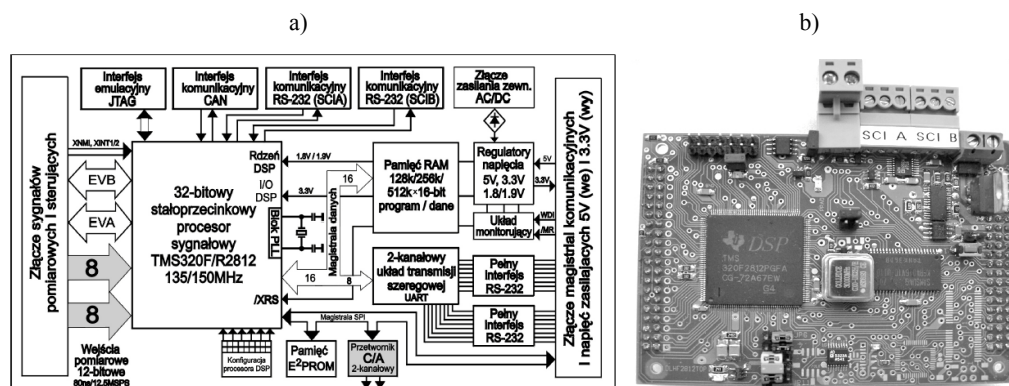 a)
b)
Złącze sygnałów
pomiarowych i sterujących
Interfejs
emulacyjny
JTAG
Interfejs
komunikacyjny
CAN
Interfejs
komunikacyjny
RS-232 (SCIA)
Interfejs
komunikacyjny
RS-232 (SCIB)
Złącze
zasilania zewn.
AC/DC
XNMI, XINT1/2
EVB
EVA
8
8
Wejścia
pomiarowe
12-bitowe
80ns/12.5MSPS
Rdzeń
DSP
I/O
DSP
32-bitowy
stałoprzecinkowy
procesor
sygnałowy
TMS320F/R2812
135/150MHz
Blok PLL
/XRS
1.8V / 1.9V
3.3V
16
Magistrala danych
16
8
Pamięć RAM
128k/256k/
512k×16-bit
program / dane
Regulatory
napięcia
5V, 3.3V
1.8/1.9V
5V
3.3V
Układ
monitorujący
WDI
/MR
2-kanałowy
układ transmisji
szeregowej
UART
Pełny
Interfejs
RS-232
Pełny
Interfejs
RS-232
Magistrala SPI
Konfiguracja
procesora DSP
Pamięć
E²PROM
Przetwornik
C/A
2-kanałowy
Złącze magistrali komunikacyjnych
i napięć zasilających 5V (we) i 3.3V (wy)
SCI A SCI B
DSP
TMS
320F2812PGFA